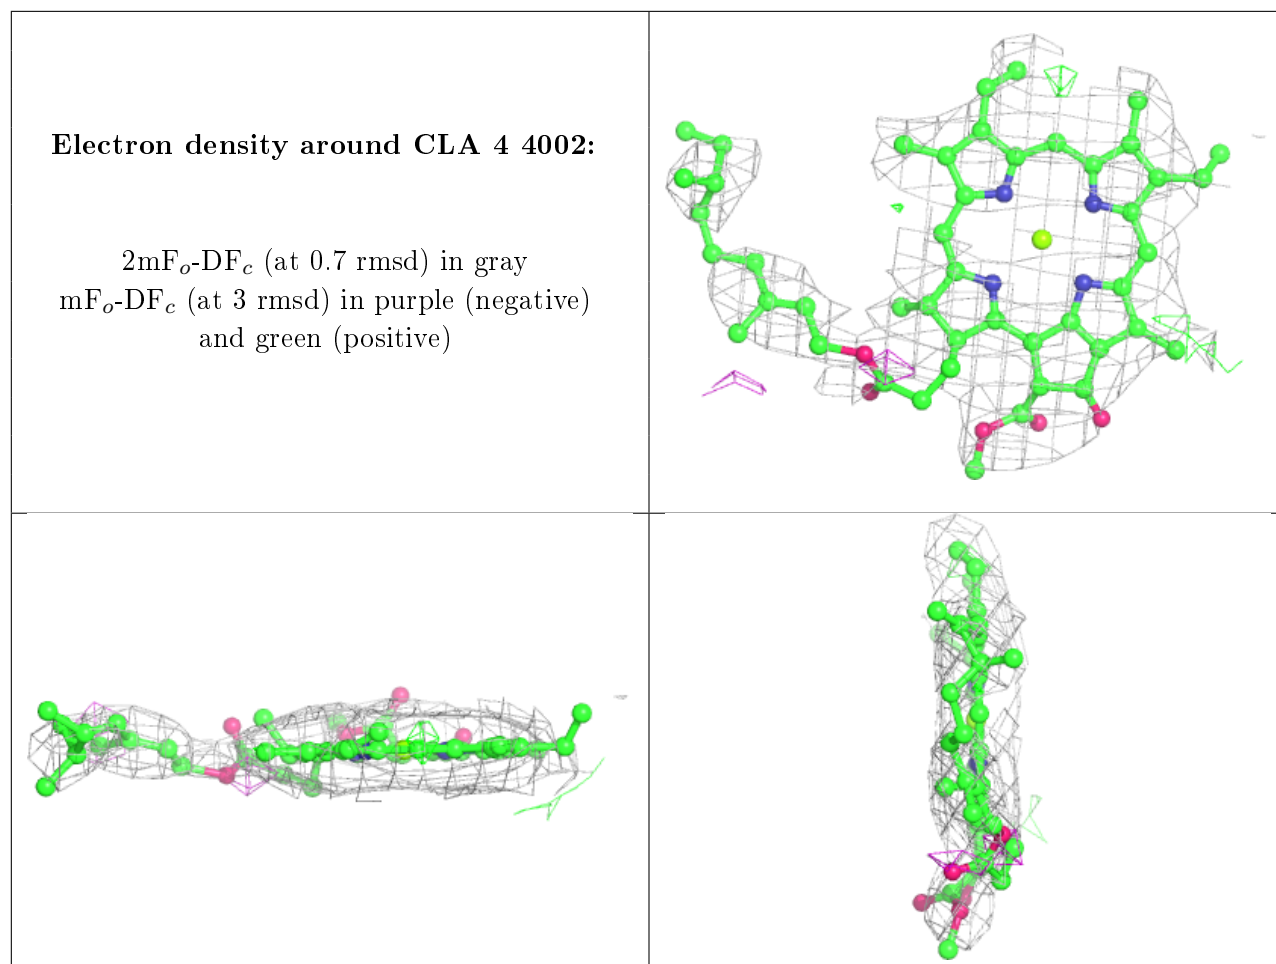 Electron density around CLA 4 4002:
2mFₒ-DF𝒸 (at 0.7 rmsd) in gray
mFₒ-DF𝒸 (at 3 rmsd) in purple (negative)
and green (positive)